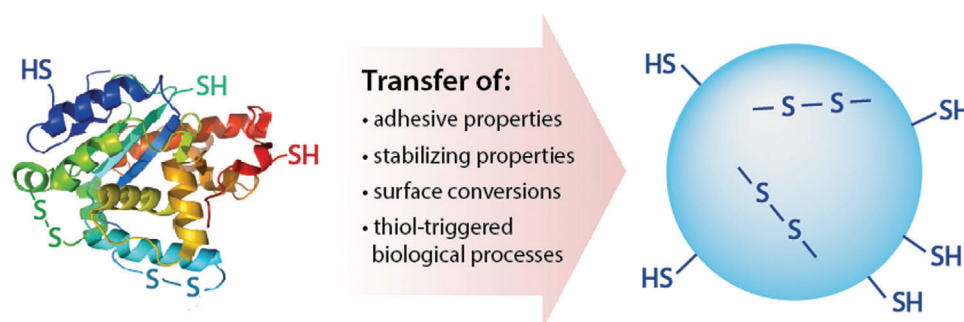 HS
SH
SH
S
S
S
S
Transfer of:
• adhesive properties
• stabilizing properties
• surface conversions
• thiol-triggered
biological processes
HS
S
S
SH
S
S
SH
HS
SH